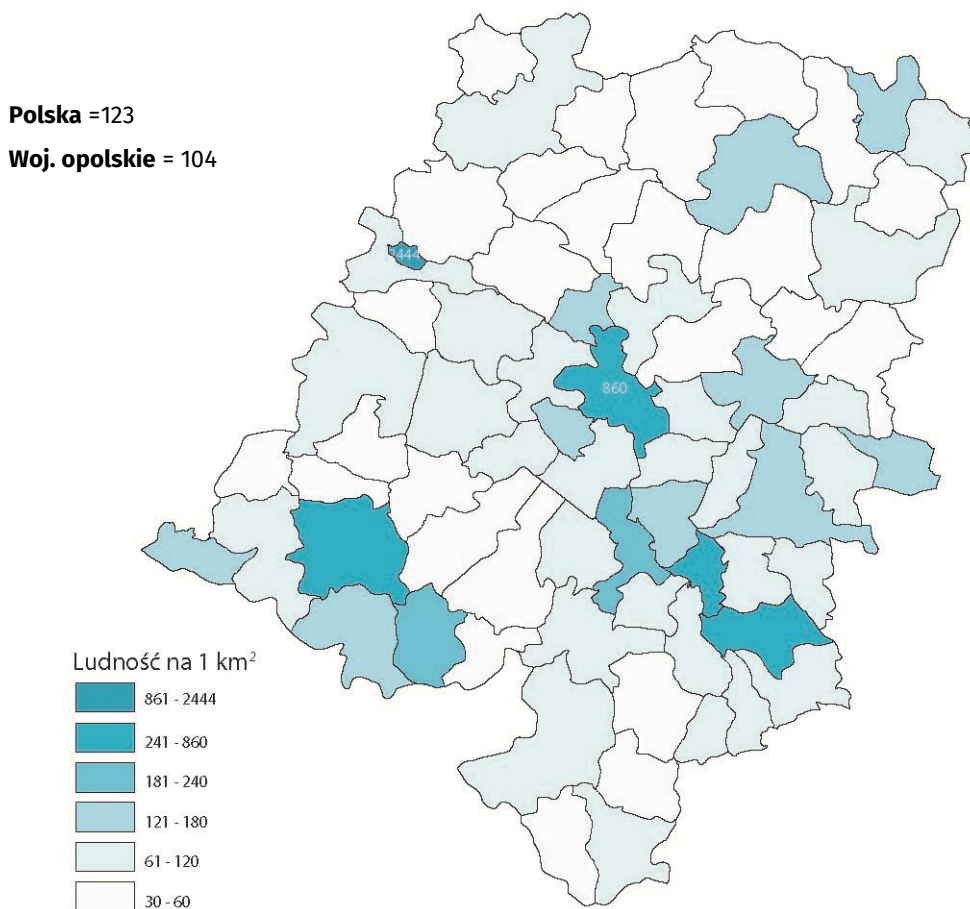 Polska =123
Woj. opolskie = 104
2444
860
Ludność na 1 km²
861 - 2444
241 - 860
181 - 240
121 - 180
61 - 120
30 - 60